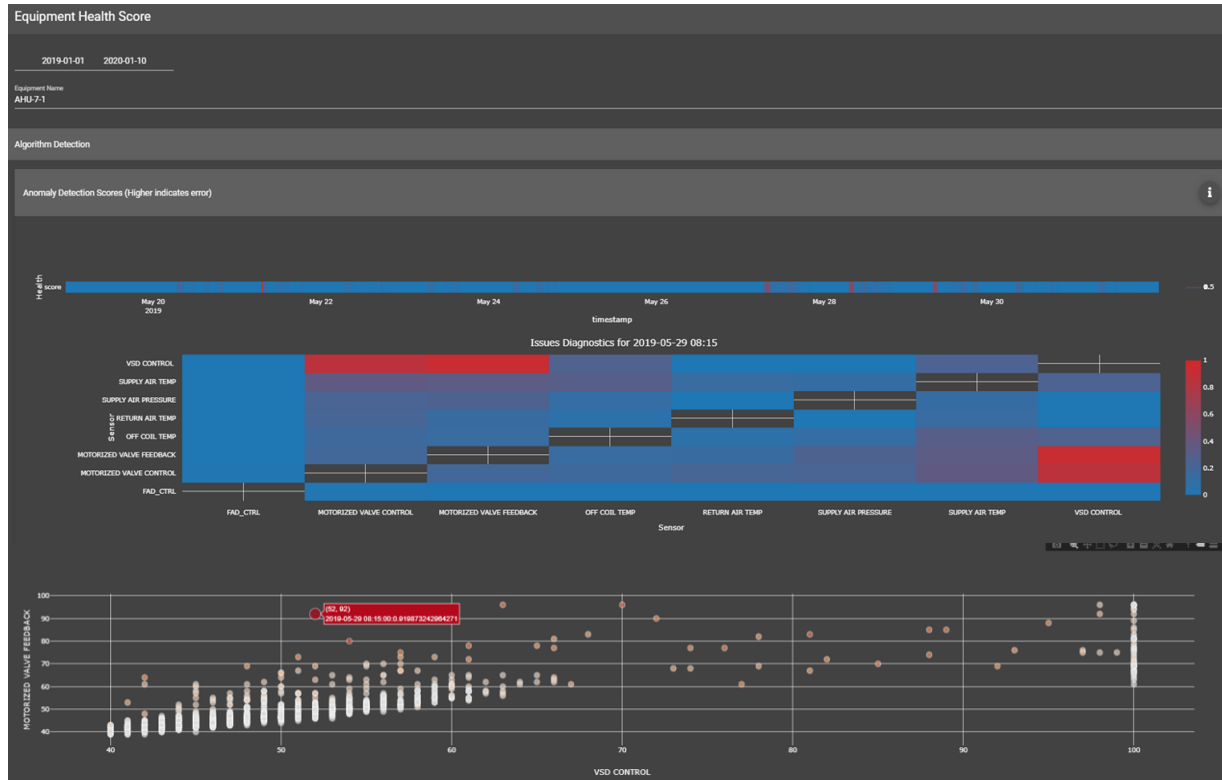 Equipment Health Score
2019-01-01 2020-01-10
Equipment Name
AHU-7-1
Algorithm Detection
Anomaly Detection Scores (Higher indicates error)
i
Health
score
0.5
May 20 May 22 May 24 May 26 May 28 May 30
2019
timestamp
Issues Diagnostics for 2019-05-29 08:15
VSD CONTROL
SUPPLY AIR TEMP
SUPPLY AIR PRESSURE
RETURN AIR TEMP
OFF COIL TEMP
MOTORIZED VALVE FEEDBACK
MOTORIZED VALVE CONTROL
FAD_CTRL
Sensor
1
0.8
0.6
0.4
0.2
0
FAD_CTRL MOTORIZED VALVE CONTROL MOTORIZED VALVE FEEDBACK OFF COIL TEMP RETURN AIR TEMP SUPPLY AIR PRESSURE SUPPLY AIR TEMP VSD CONTROL
Sensor
MOTORIZED VALVE FEEDBACK
100
90
80
70
60
50
40
(52, 92)
2019-05-29 08:15:00:0.919873242964271
40 50 60 70 80 90 100
VSD CONTROL